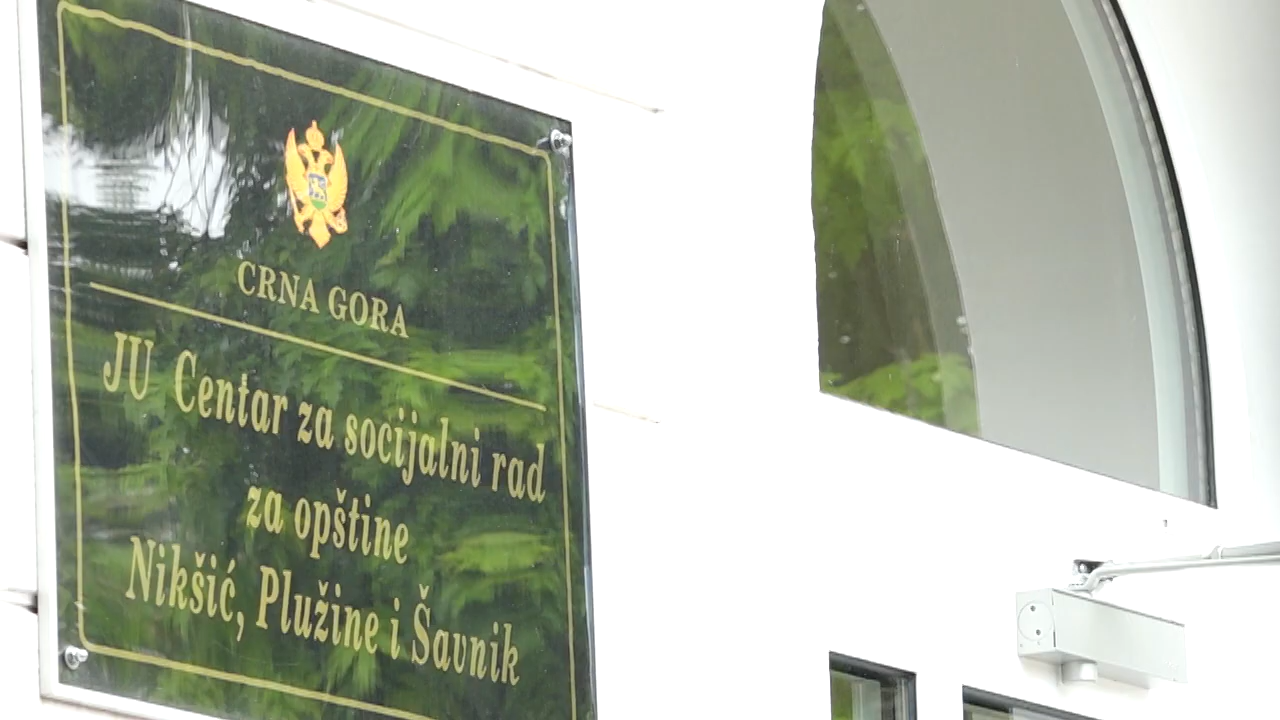 CRNA GORA
JU Centar za socijalni rad
za opštine
Nikšić, Plužine i Šavnik